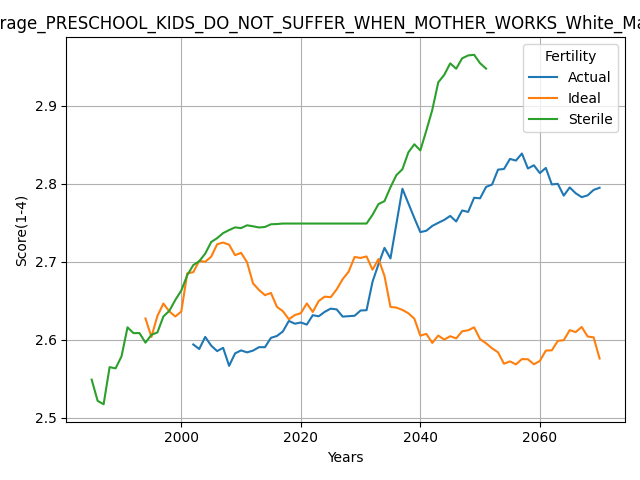 rage_PRESCHOOL_KIDS_DO_NOT_SUFFER_WHEN_MOTHER_WORKS_White_Ma
Fertility
Actual
Ideal
Sterile
Score(1-4)
2.9
2.8
2.7
2.6
2.5
2000
2020
2040
2060
Years